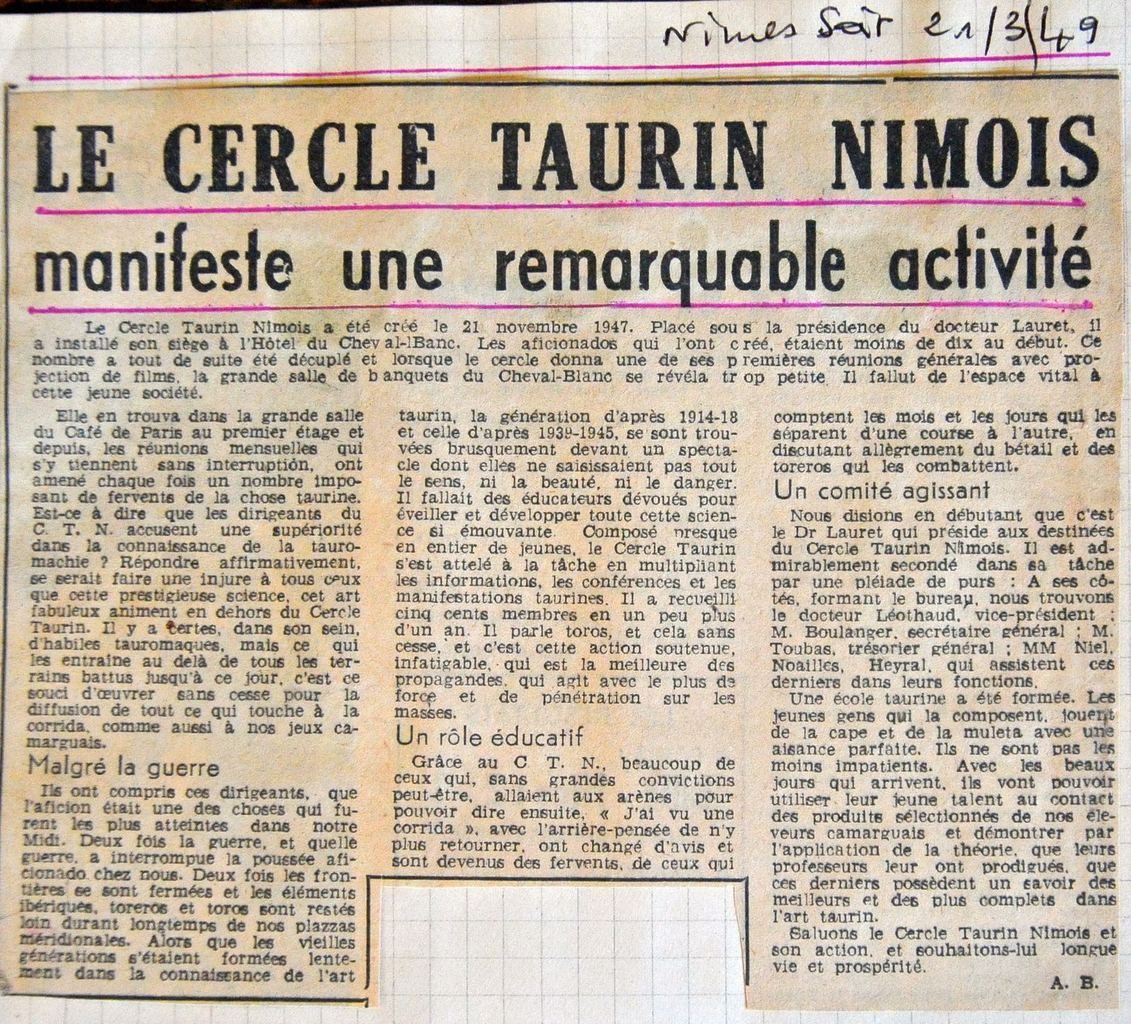 Nimes Soir 21/3/49
LE CERCLE TAURIN NIMOIS
manifeste une remarquable activité
Le Cercle Taurin Nimois a été créé le 21 novembre 1947. Placé sous la présidence du docteur Lauret, il
a installé son siège à l'Hôtel du Cheval-lBanc. Les aficionados qui l'ont créé, étaient moins de dix au début. Ce
nombre a tout de suite été décuplé et lorsque le cercle donna une de ses premières réunions générales avec pro-
jection de films, la grande salle de banquets du Cheval-Blanc se révéla trop petite. Il fallut de l'espace vital à
cette jeune société.
Elle en trouva dans la grande salle
du Café de Paris au premier étage et
depuis, les réunions mensuelles qui
s'y tiennent sans interruption, ont
amené chaque fois un nombre impo-
sant de fervents de la chose taurine.
Est-ce à dire que les dirigeants du
C. T. N. accusent une supériorité
dans la connaissance de la tauro-
machie ? Répondre affirmativement,
se serait faire une injure à tous ceux
que cette prestigieuse science, cet art
fabuleux animent en dehors du Cercle
Taurin. Il y a certes, dans son sein,
d'habiles tauromaques, mais ce qui
les entraine au delà de tous les ter-
rains battus jusqu'à ce jour, c'est ce
souci d'œuvrer sans cesse pour la
diffusion de tout ce qui touche à la
corrida, comme aussi à nos jeux ca-
marguais.
Malgré la guerre
Ils ont compris ces dirigeants, que
l'aficion était une des choses qui fu-
rent les plus atteintes dans notre
Midi. Deux fois la guerre, et quelle
guerre, a interrompue la poussée afi-
cionado chez nous. Deux fois les fron-
tières se sont fermées et les éléments
ibériques, toreros et toros sont restés
loin durant longtemps de nos plazzas
méridionales. Alors que les vieilles
générations s'étaient formées lente-
ment dans la connaissance de l'art
taurin, la génération d'après 1914-18
et celle d'après 1939-1945, se sont trou-
vées brusquement devant un specta-
cle dont elles ne saisissaient pas tout
le sens, ni la beauté, ni le danger.
Il fallait des éducateurs dévoués pour
éveiller et développer toute cette scien-
ce si émouvante. Composé presque
en entier de jeunes, le Cercle Taurin
s'est attelé à la tâche en multipliant
les informations, les conférences et les
manifestations taurines. Il a recueilli
cinq cents membres en un peu plus
d'un an. Il parle toros, et cela sans
cesse, et c'est cette action soutenue,
infatigable, qui est la meilleure des
propagandes, qui agit avec le plus de
force et de pénétration sur les
masses.
Un rôle éducatif
Grâce au C. T. N., beaucoup de
ceux qui, sans grandes convictions
peut-être, allaient aux arènes pour
pouvoir dire ensuite, « J'ai vu une
corrida », avec l'arrière-pensée de n'y
plus retourner, ont changé d'avis et
sont devenus des fervents, de ceux qui
comptent les mois et les jours qui les
séparent d'une course à l'autre, en
discutant allègrement du bétail et des
toreros qui les combattent.
Un comité agissant
Nous disions en débutant que c'est
le Dr Lauret qui préside aux destinées
du Cercle Taurin Nimois. Il est ad-
mirablement secondé dans sa tâche
par une pléiade de purs : A ses cô-
tés, formant le bureau, nous trouvons
le docteur Léothaud, vice-président ;
M. Boulanger, secrétaire général ; M.
Toubas, trésorier général ; MM Niel,
Noailles, Heyral, qui assistent ces
derniers dans leurs fonctions.
Une école taurine a été formée. Les
jeunes gens qui la composent, jouent
de la cape et de la muleta avec une
aisance parfaite. Ils ne sont pas les
moins impatients. Avec les beaux
jours qui arrivent, ils vont pouvoir
utiliser leur jeune talent au contact
des produits sélectionnés de nos éle-
veurs camarguais et démontrer par
l'application de la théorie, que leurs
professeurs leur ont prodigués, que
ces derniers possèdent un savoir des
meilleurs et des plus complets dans
l'art taurin.
Saluons le Cercle Taurin Nimois et
son action, et souhaitons-lui longue
vie et prospérité.
A. B.